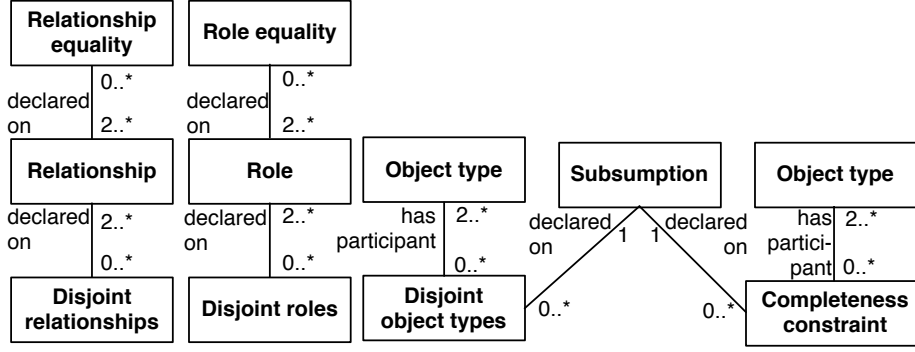 Relationship
equality
Role equality
0..*
0..*
declared
on
declared
on
2..*
2..*
Relationship
Role
Object type
Subsumption
Object type
declared
on
2..*
declared
on
2..*
has
participant
2..*
declared
on
1
1
declared
on
has
partici-
pant
2..*
0..*
0..*
0..*
0..*
Disjoint
relationships
Disjoint roles
Disjoint
object types
0..*
0..*
Completeness
constraint